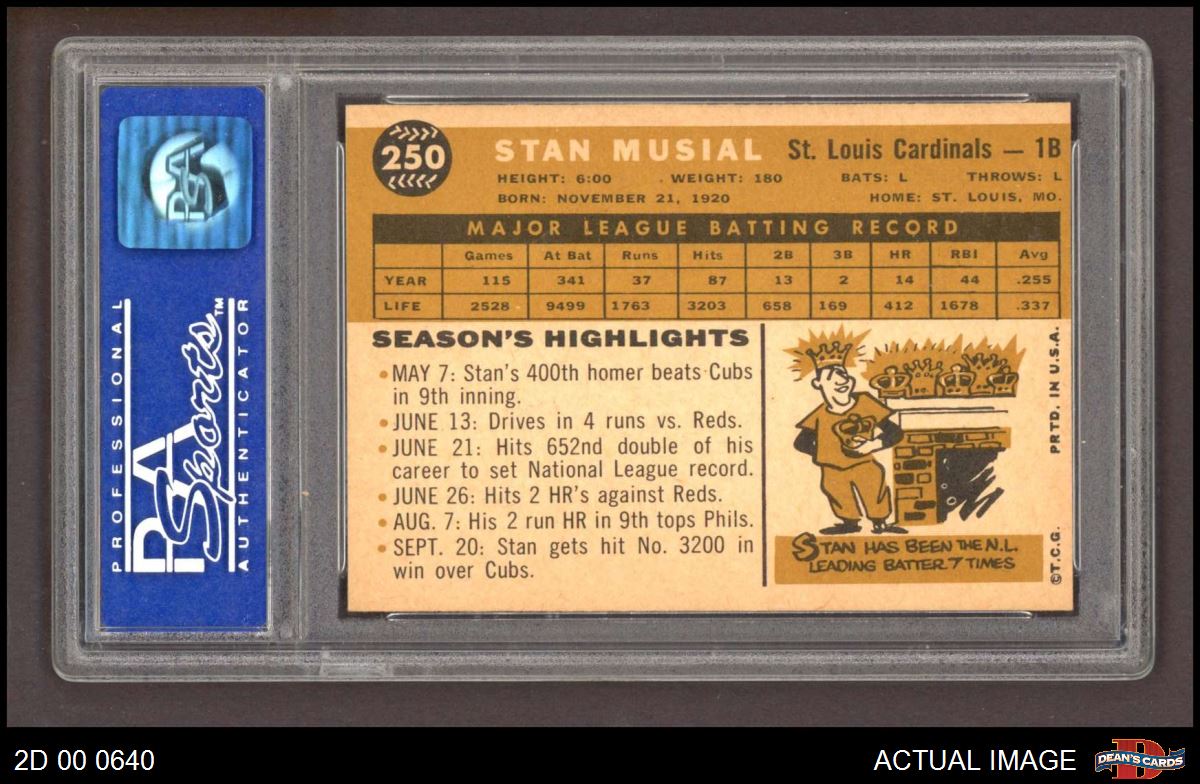 250
STAN MUSIAL St. Louis Cardinals — 1B
HEIGHT: 6:00 WEIGHT: 180 BATS: L THROWS: L
BORN: NOVEMBER 21, 1920 HOME: ST. LOUIS, MO.
MAJOR LEAGUE BATTING RECORD
Games At Bat Runs Hits 2B 3B HR RBI Avg
YEAR 115 341 37 87 13 2 14 44 .255
LIFE 2528 9499 1763 3203 658 169 412 1678 .337
SEASON'S HIGHLIGHTS
• MAY 7: Stan's 400th homer beats Cubs
in 9th inning.
• JUNE 13: Drives in 4 runs vs. Reds.
• JUNE 21: Hits 652nd double of his
career to set National League record.
• JUNE 26: Hits 2 HR's against Reds.
• AUG. 7: His 2 run HR in 9th tops Phils.
• SEPT. 20: Stan gets hit No. 3200 in
win over Cubs.
STAN HAS BEEN THE N.L.
LEADING BATTER 7 TIMES
©T.C.G. PRTD. IN U.S.A.
PSA
PROFESSIONAL
PSA Sports™
AUTHENTICATOR
2D 00 0640
ACTUAL IMAGE
D
DEAN'S CARDS